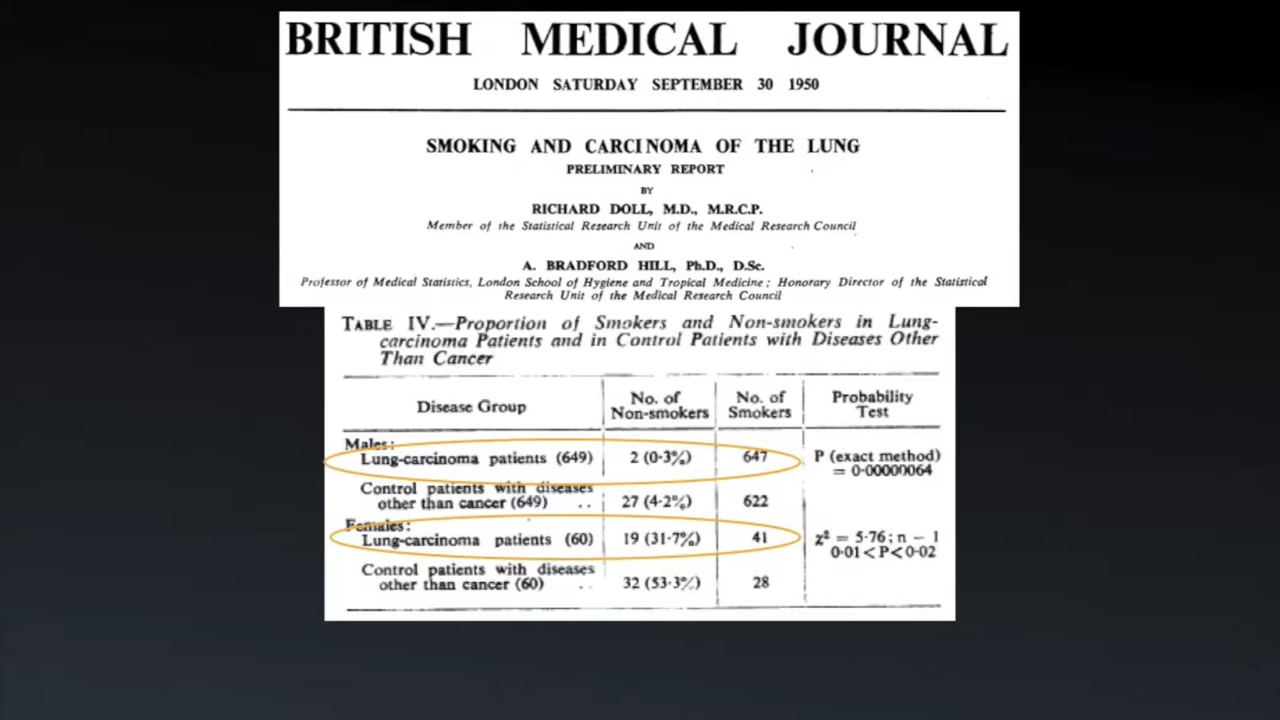 BRITISH MEDICAL JOURNAL
LONDON SATURDAY SEPTEMBER 30 1950
SMOKING AND CARCINOMA OF THE LUNG
PRELIMINARY REPORT
BY
RICHARD DOLL, M.D., M.R.C.P.
Member of the Statistical Research Unit of the Medical Research Council
AND
A. BRADFORD HILL, Ph.D., D.Sc.
Professor of Medical Statistics, London School of Hygiene and Tropical Medicine; Honorary Director of the Statistical
Research Unit of the Medical Research Council
TABLE IV.—Proportion of Smokers and Non-smokers in Lung-
carcinoma Patients and in Control Patients with Diseases Other
Than Cancer
Disease Group No. of Non-smokers No. of Smokers Probability Test
Males:
Lung-carcinoma patients (649) 2 (0·3%) 647 P (exact method)
= 0·00000064
Control patients with diseases
other than cancer (649) .. 27 (4·2%) 622
Females:
Lung-carcinoma patients (60) 19 (31·7%) 41 χ² = 5·76; n - 1
0·01<P<0·02
Control patients with diseases
other than cancer (60) .. 32 (53·3%) 28